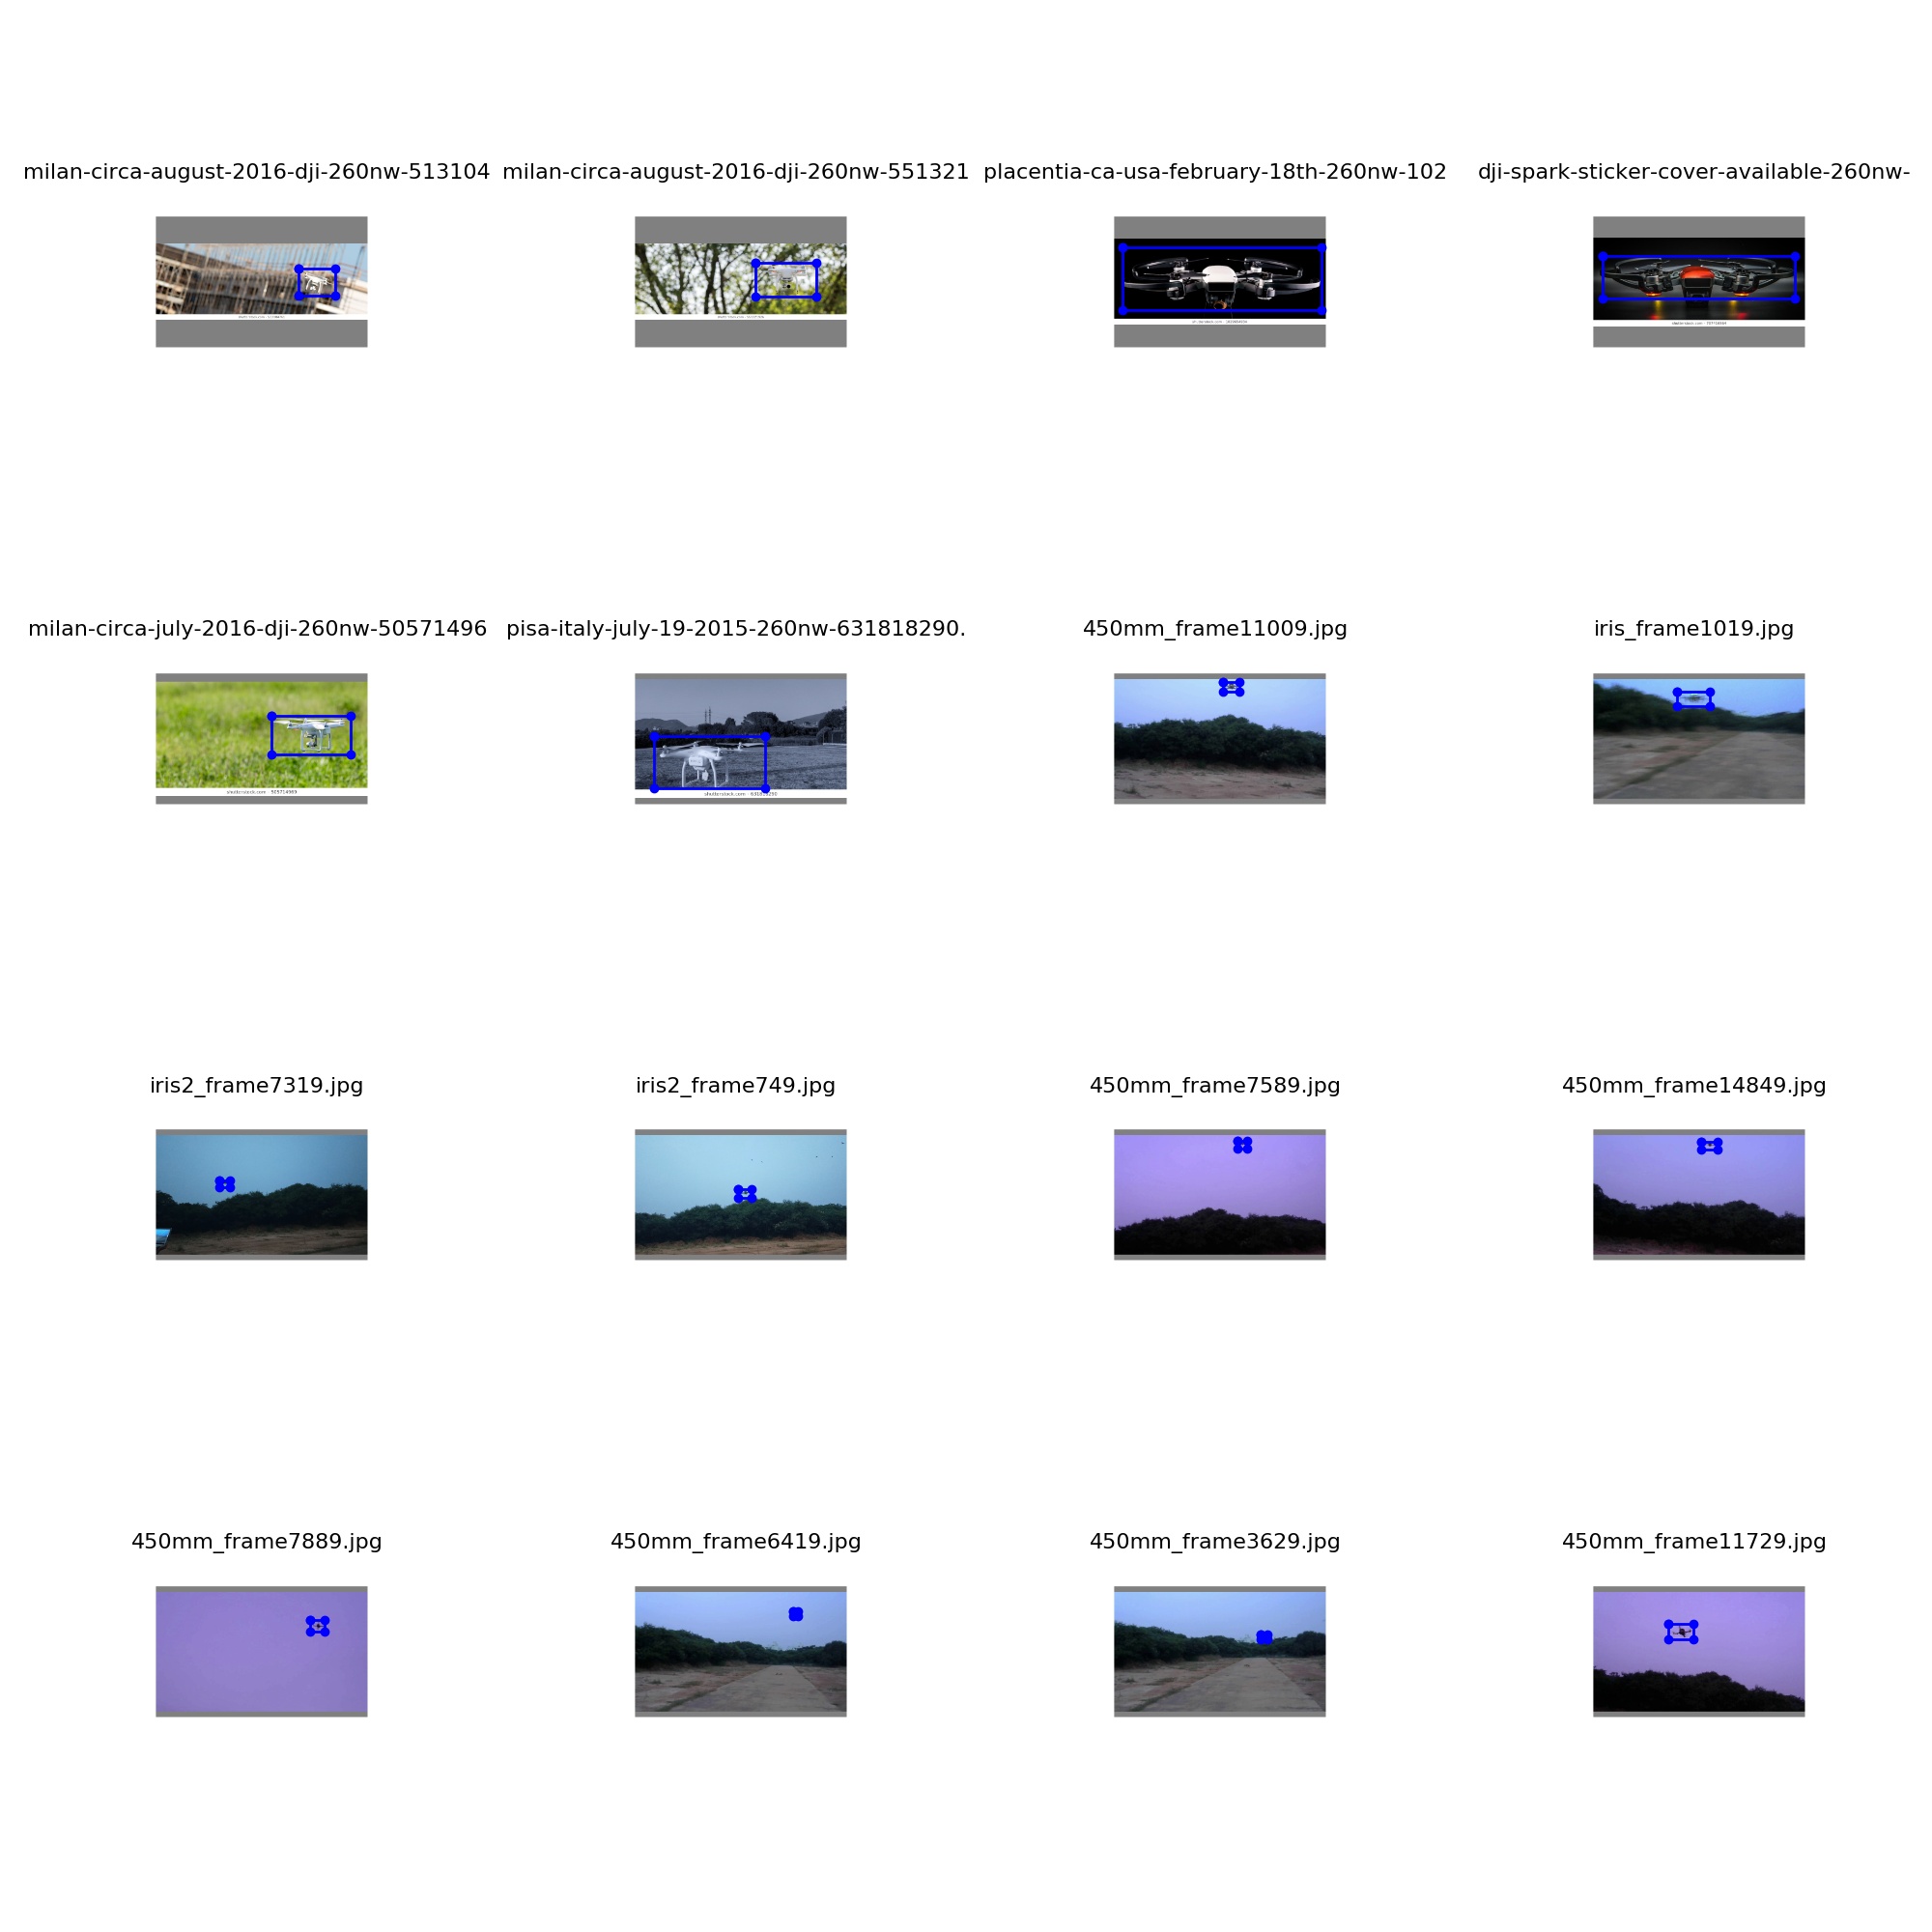 milan-circa-august-2016-dji-260nw-513104
milan-circa-august-2016-dji-260nw-551321
placentia-ca-usa-february-18th-260nw-102
dji-spark-sticker-cover-available-260nw-
milan-circa-july-2016-dji-260nw-50571496
pisa-italy-july-19-2015-260nw-631818290.
450mm_frame11009.jpg
iris_frame1019.jpg
shutterstock.com · 505714969
iris2_frame7319.jpg
iris2_frame749.jpg
450mm_frame7589.jpg
450mm_frame14849.jpg
450mm_frame7889.jpg
450mm_frame6419.jpg
450mm_frame3629.jpg
450mm_frame11729.jpg